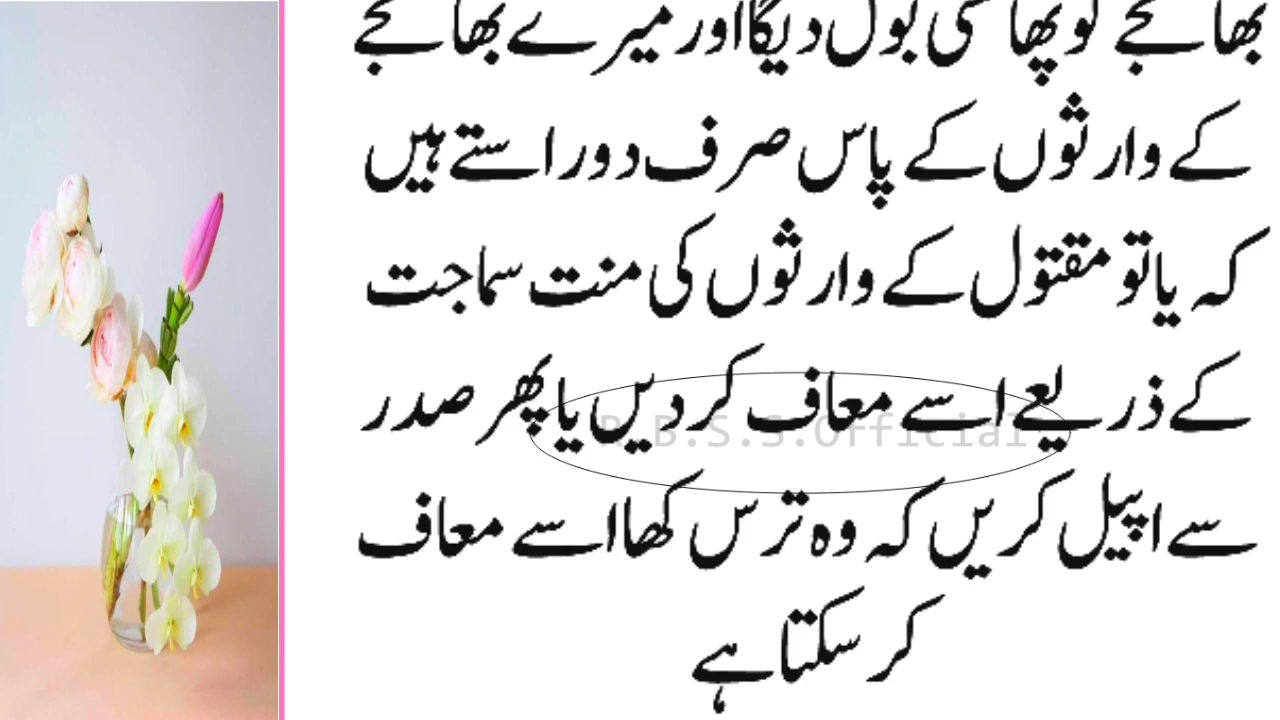 بھانجے کو پھانسی بول دیگا اور میرے بھانجے
کے وارثوں کے پاس صرف دو راستے ہیں
کہ یا تو مقتول کے وارثوں کی منت سماجت
کے ذریعے اسے معاف کر دیں یا پھر صدر
R.B.S.S.Official
سے اپیل کریں کہ وہ ترس کھا اسے معاف
کر سکتا ہے